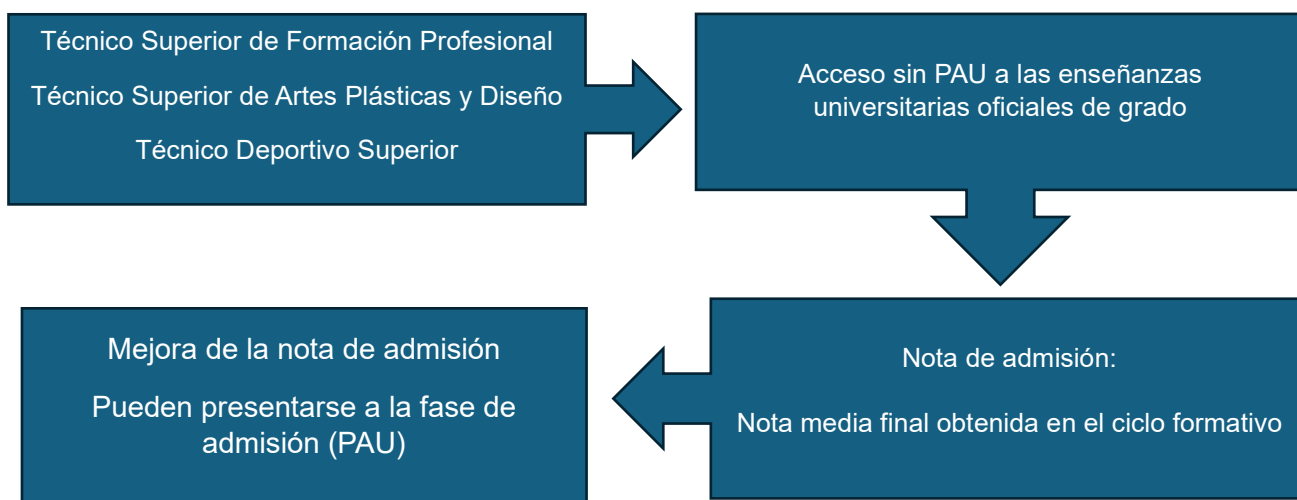 Técnico Superior de Formación Profesional
Técnico Superior de Artes Plásticas y Diseño
Técnico Deportivo Superior
Acceso sin PAU a las enseñanzas
universitarias oficiales de grado
Nota de admisión:
Nota media final obtenida en el ciclo formativo
Mejora de la nota de admisión
Pueden presentarse a la fase de
admisión (PAU)